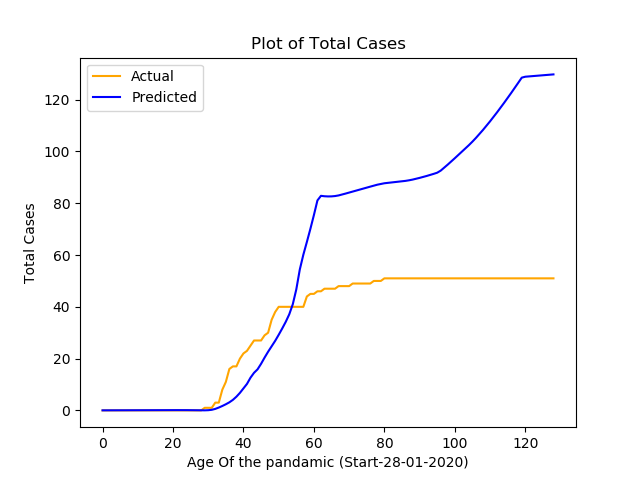 Plot of Total Cases
Actual
Predicted
Total Cases
120
100
80
60
40
20
0
0 20 40 60 80 100 120
Age Of the pandamic (Start-28-01-2020)